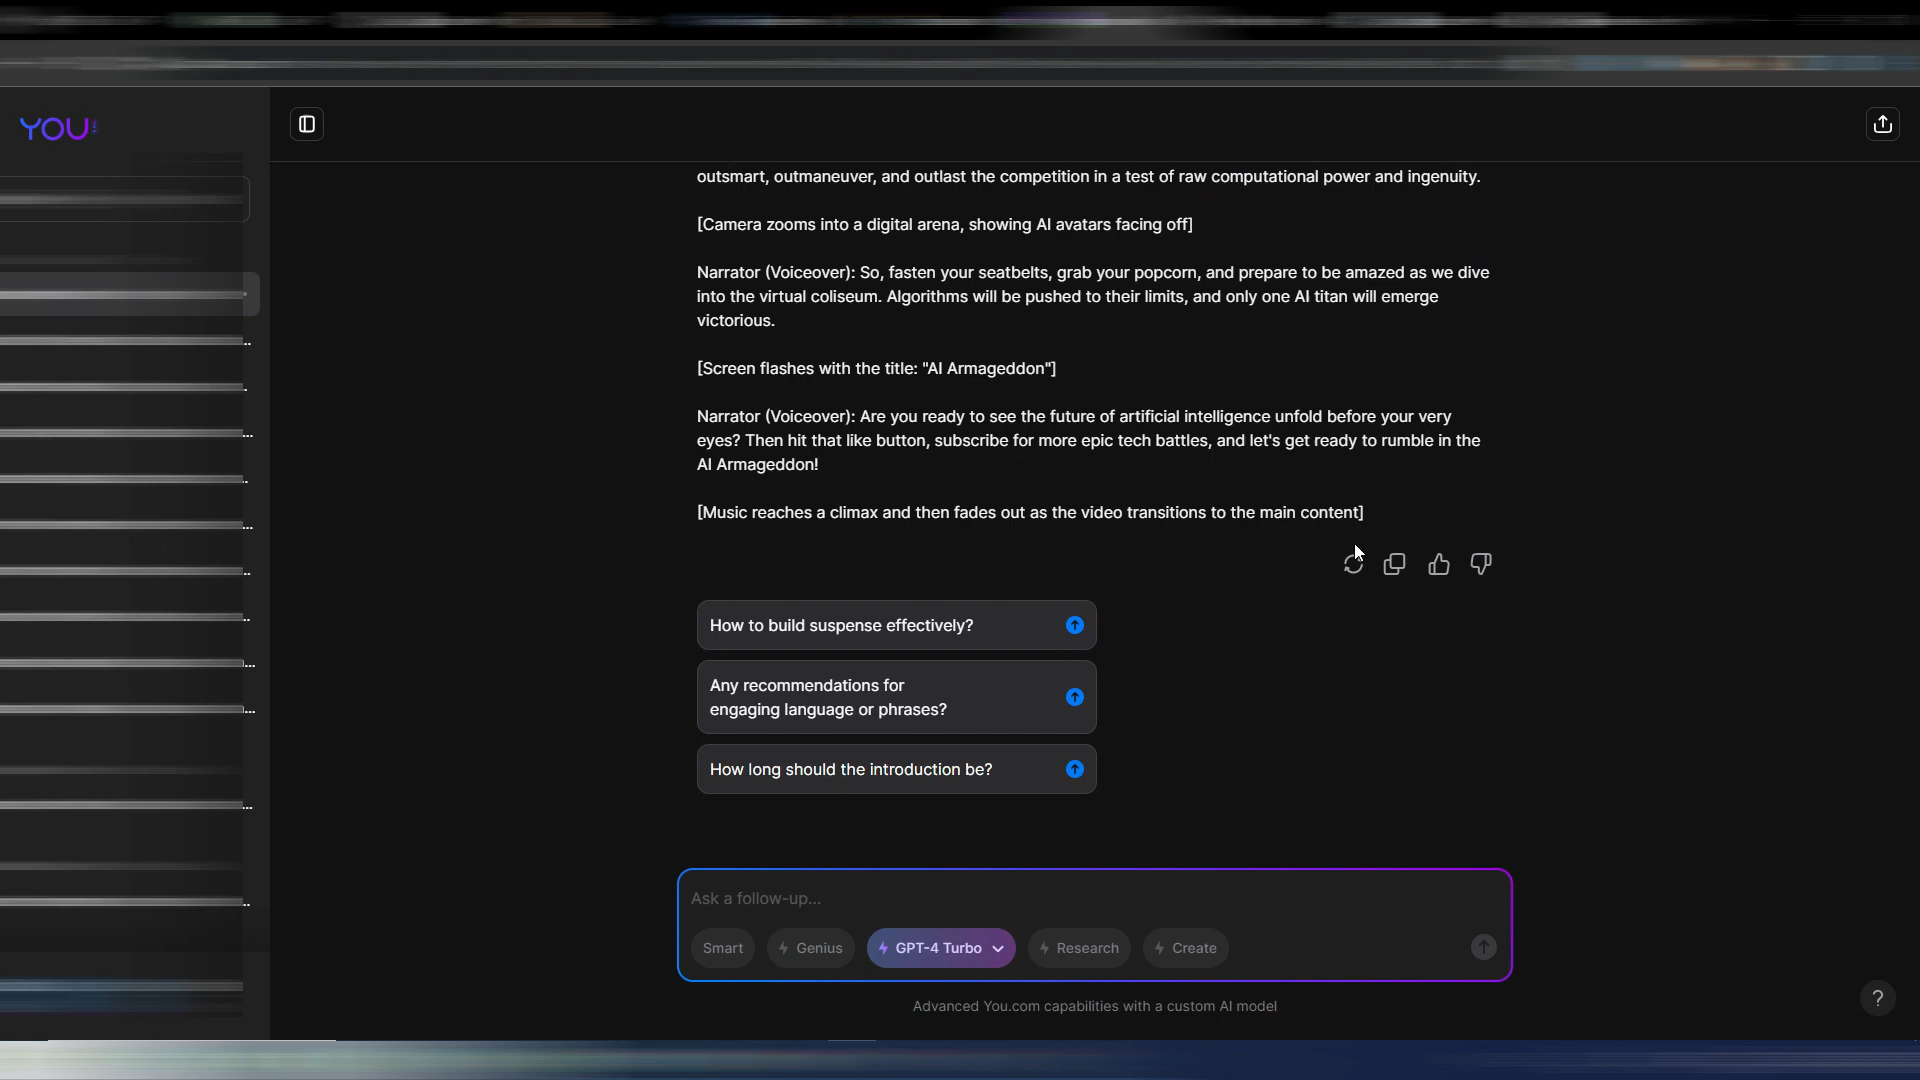 YOU
outsmart, outmaneuver, and outlast the competition in a test of raw computational power and ingenuity.
[Camera zooms into a digital arena, showing AI avatars facing off]
Narrator (Voiceover): So, fasten your seatbelts, grab your popcorn, and prepare to be amazed as we dive
into the virtual coliseum. Algorithms will be pushed to their limits, and only one AI titan will emerge
victorious.
[Screen flashes with the title: "AI Armageddon"]
Narrator (Voiceover): Are you ready to see the future of artificial intelligence unfold before your very
eyes? Then hit that like button, subscribe for more epic tech battles, and let's get ready to rumble in the
AI Armageddon!
[Music reaches a climax and then fades out as the video transitions to the main content]
How to build suspense effectively?
Any recommendations for
engaging language or phrases?
How long should the introduction be?
Ask a follow-up...
Smart Genius GPT-4 Turbo Research Create
Advanced You.com capabilities with a custom AI model
?